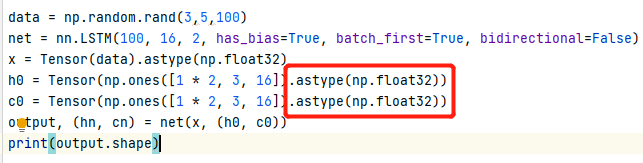 data = np.random.rand(3,5,100)
net = nn.LSTM(100, 16, 2, has_bias=True, batch_first=True, bidirectional=False)
x = Tensor(data).astype(np.float32)
h0 = Tensor(np.ones([1 * 2, 3, 16]).astype(np.float32))
c0 = Tensor(np.ones([1 * 2, 3, 16]).astype(np.float32))
output, (hn, cn) = net(x, (h0, c0))
print(output.shape)